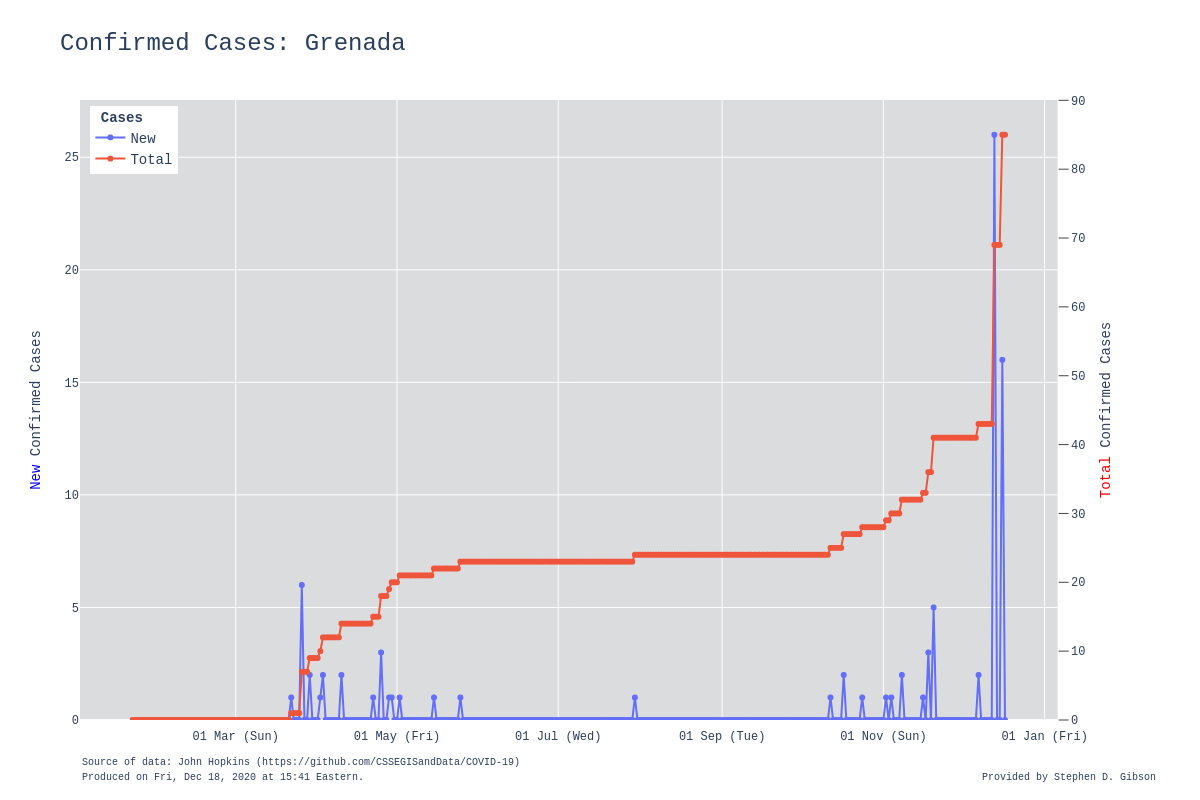 Confirmed Cases: Grenada
Cases
New
Total
25
20
15
10
5
0
90
80
70
60
50
40
30
20
10
0
New Confirmed Cases
Total Confirmed Cases
01 Mar (Sun)
01 May (Fri)
01 Jul (Wed)
01 Sep (Tue)
01 Nov (Sun)
01 Jan (Fri)
Source of data: John Hopkins (https://github.com/CSSEGISandData/COVID-19)
Produced on Fri, Dec 18, 2020 at 15:41 Eastern.
Provided by Stephen D. Gibson